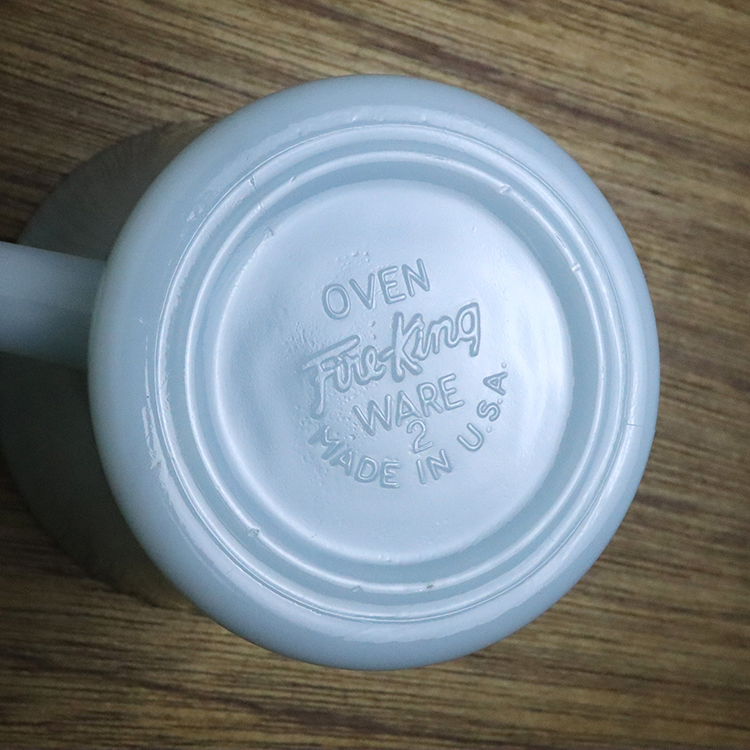 OVEN
Fire-King
WARE
2
MADE IN U.S.A.